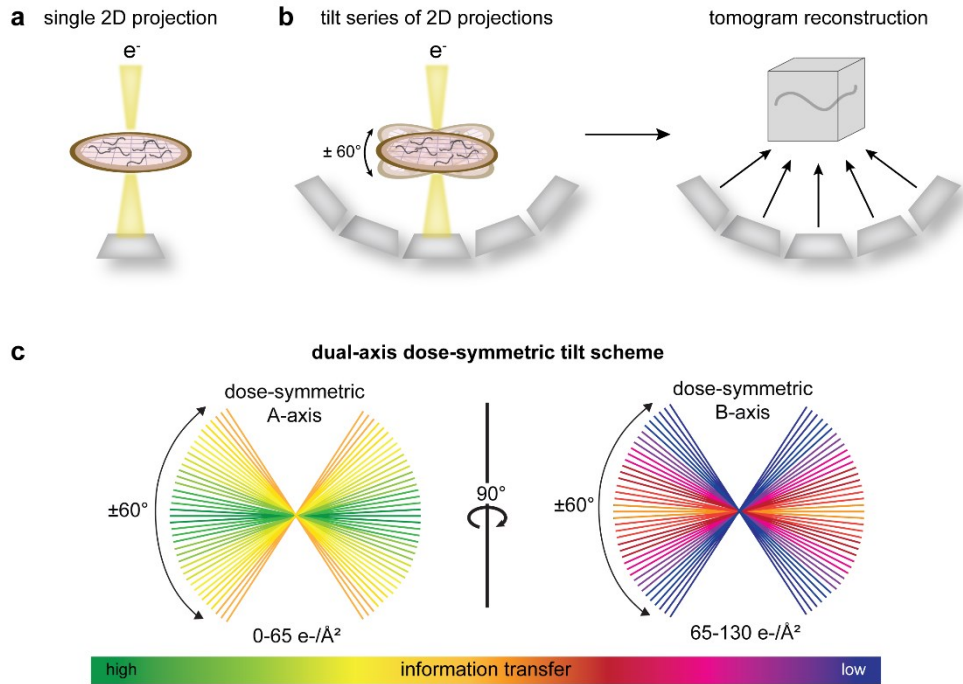 a single 2D projection
e-
b tilt series of 2D projections
e-
± 60°
tomogram reconstruction
c
dual-axis dose-symmetric tilt scheme
dose-symmetric
A-axis
±60°
0-65 e-/Å²
90°
dose-symmetric
B-axis
±60°
65-130 e-/Å²
high information transfer low